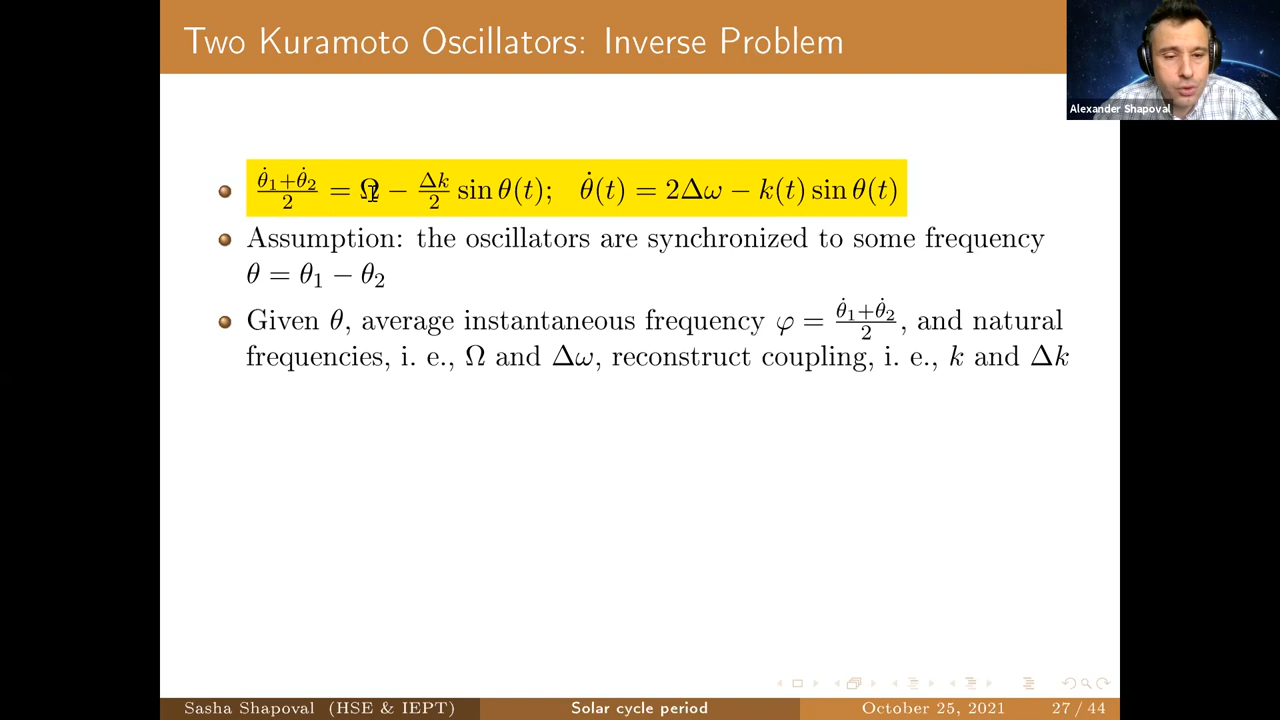 Two Kuramoto Oscillators: Inverse Problem
Alexander Shapoval
(θ̇₁+θ̇₂)/2 = Ω − (Δk/2) sin θ(t);   θ̇(t) = 2Δω − k(t) sin θ(t)
Assumption: the oscillators are synchronized to some frequency
θ = θ₁ − θ₂
Given θ, average instantaneous frequency φ = (θ̇₁+θ̇₂)/2, and natural
frequencies, i. e., Ω and Δω, reconstruct coupling, i. e., k and Δk
Sasha Shapoval (HSE & IEPT) Solar cycle period October 25, 2021 27 / 44